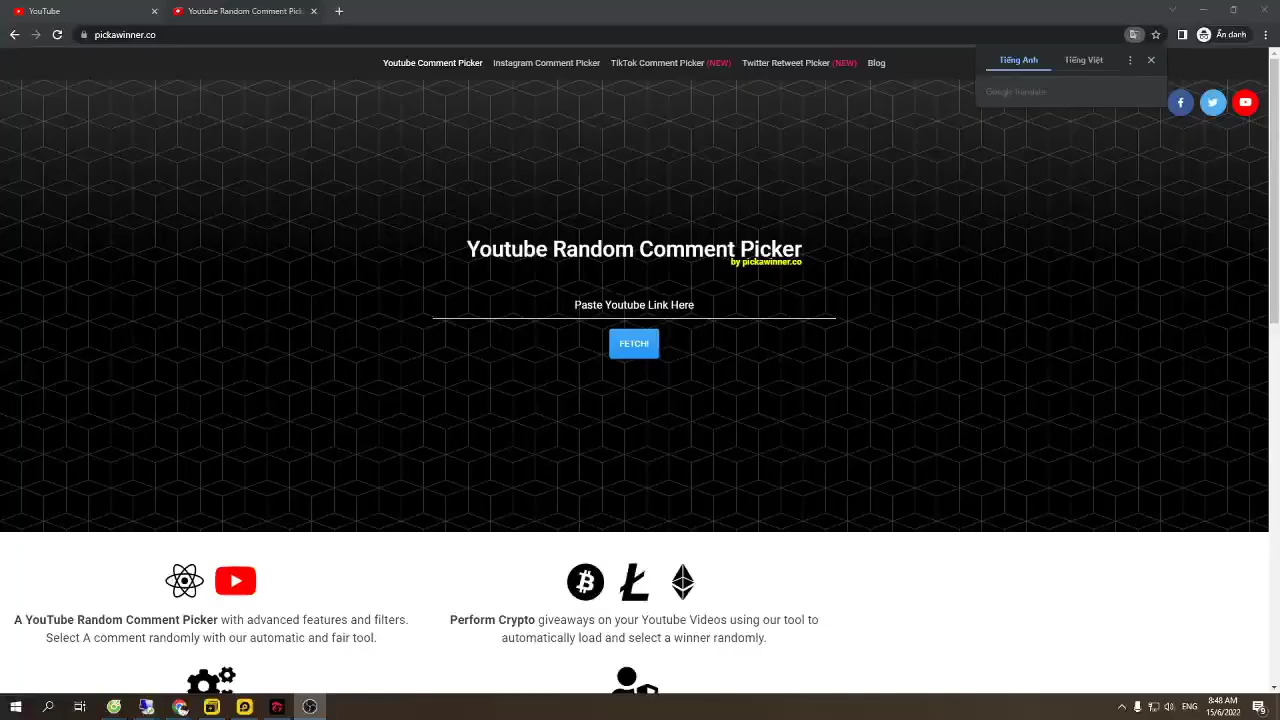 YouTube
Youtube Random Comment Picker
pickawinner.co
Ẩn danh
Youtube Comment Picker
Instagram Comment Picker
TikTok Comment Picker (NEW)
Twitter Retweet Picker (NEW)
Blog
Tiếng Anh
Tiếng Việt
Google Translate
Youtube Random Comment Picker
by pickawinner.co
Paste Youtube Link Here
FETCH!
A YouTube Random Comment Picker with advanced features and filters.
Select A comment randomly with our automatic and fair tool.
Perform Crypto giveaways on your Youtube Videos using our tool to
automatically load and select a winner randomly.
ENG
8:48 AM
15/6/2022